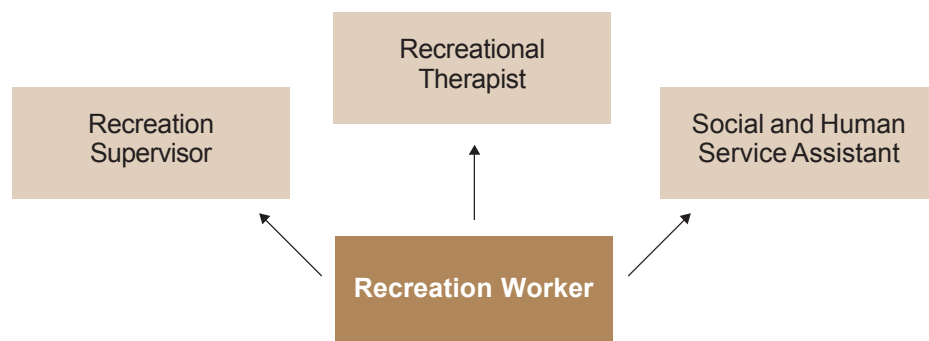 Recreational
Therapist
Recreation
Supervisor
Social and Human
Service Assistant
Recreation Worker